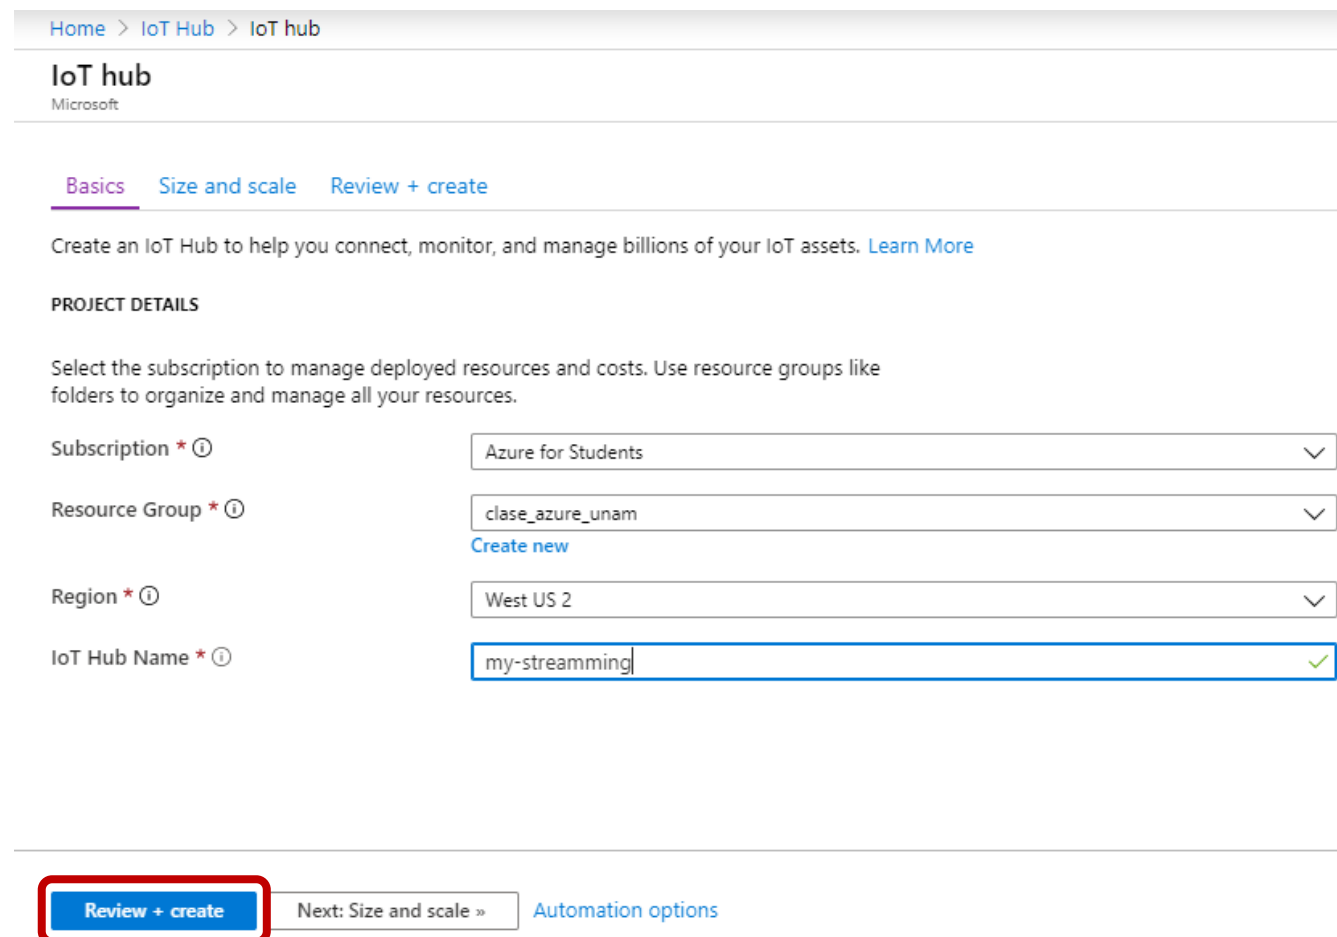 Home > IoT Hub > IoT hub
IoT hub
Microsoft
Basics Size and scale Review + create
Create an IoT Hub to help you connect, monitor, and manage billions of your IoT assets. Learn More
PROJECT DETAILS
Select the subscription to manage deployed resources and costs. Use resource groups like
folders to organize and manage all your resources.
Subscription * Azure for Students
Resource Group * clase_azure_unam
Create new
Region * West US 2
IoT Hub Name * my-streamming
Review + create Next: Size and scale » Automation options